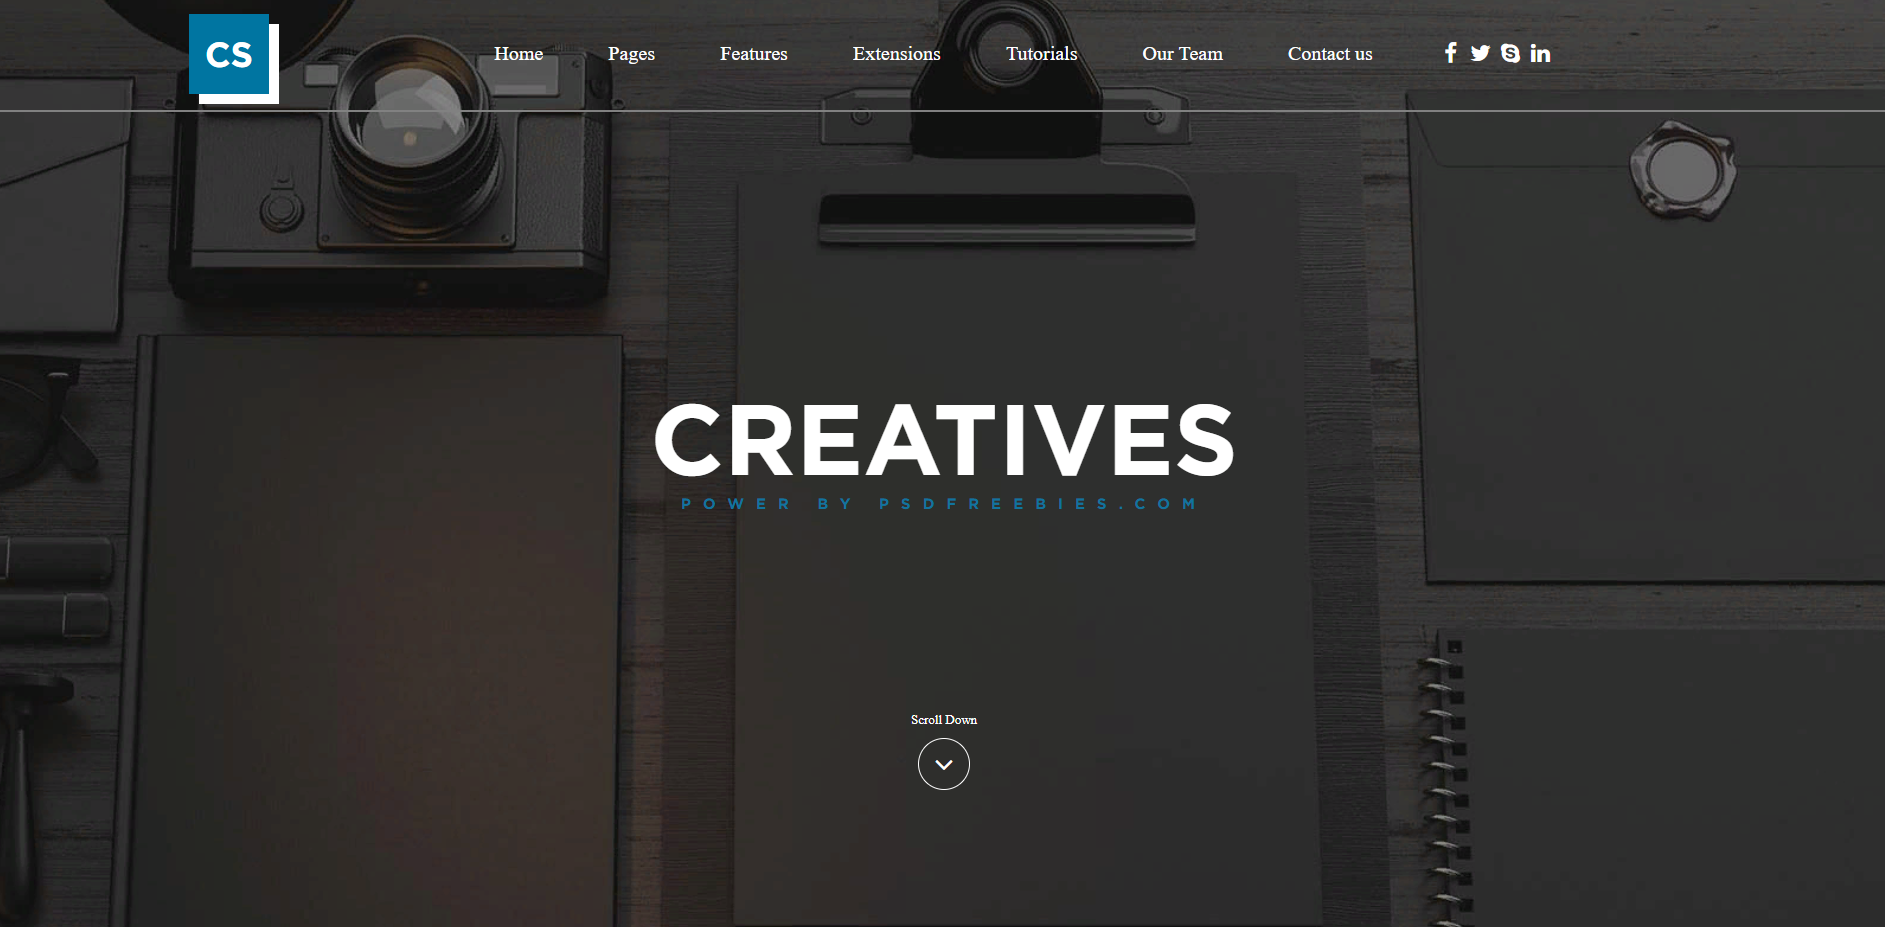 CS
Home Pages Features Extensions Tutorials Our Team Contact us
CREATIVES
POWER BY PSDFREEBIES.COM
Scroll Down